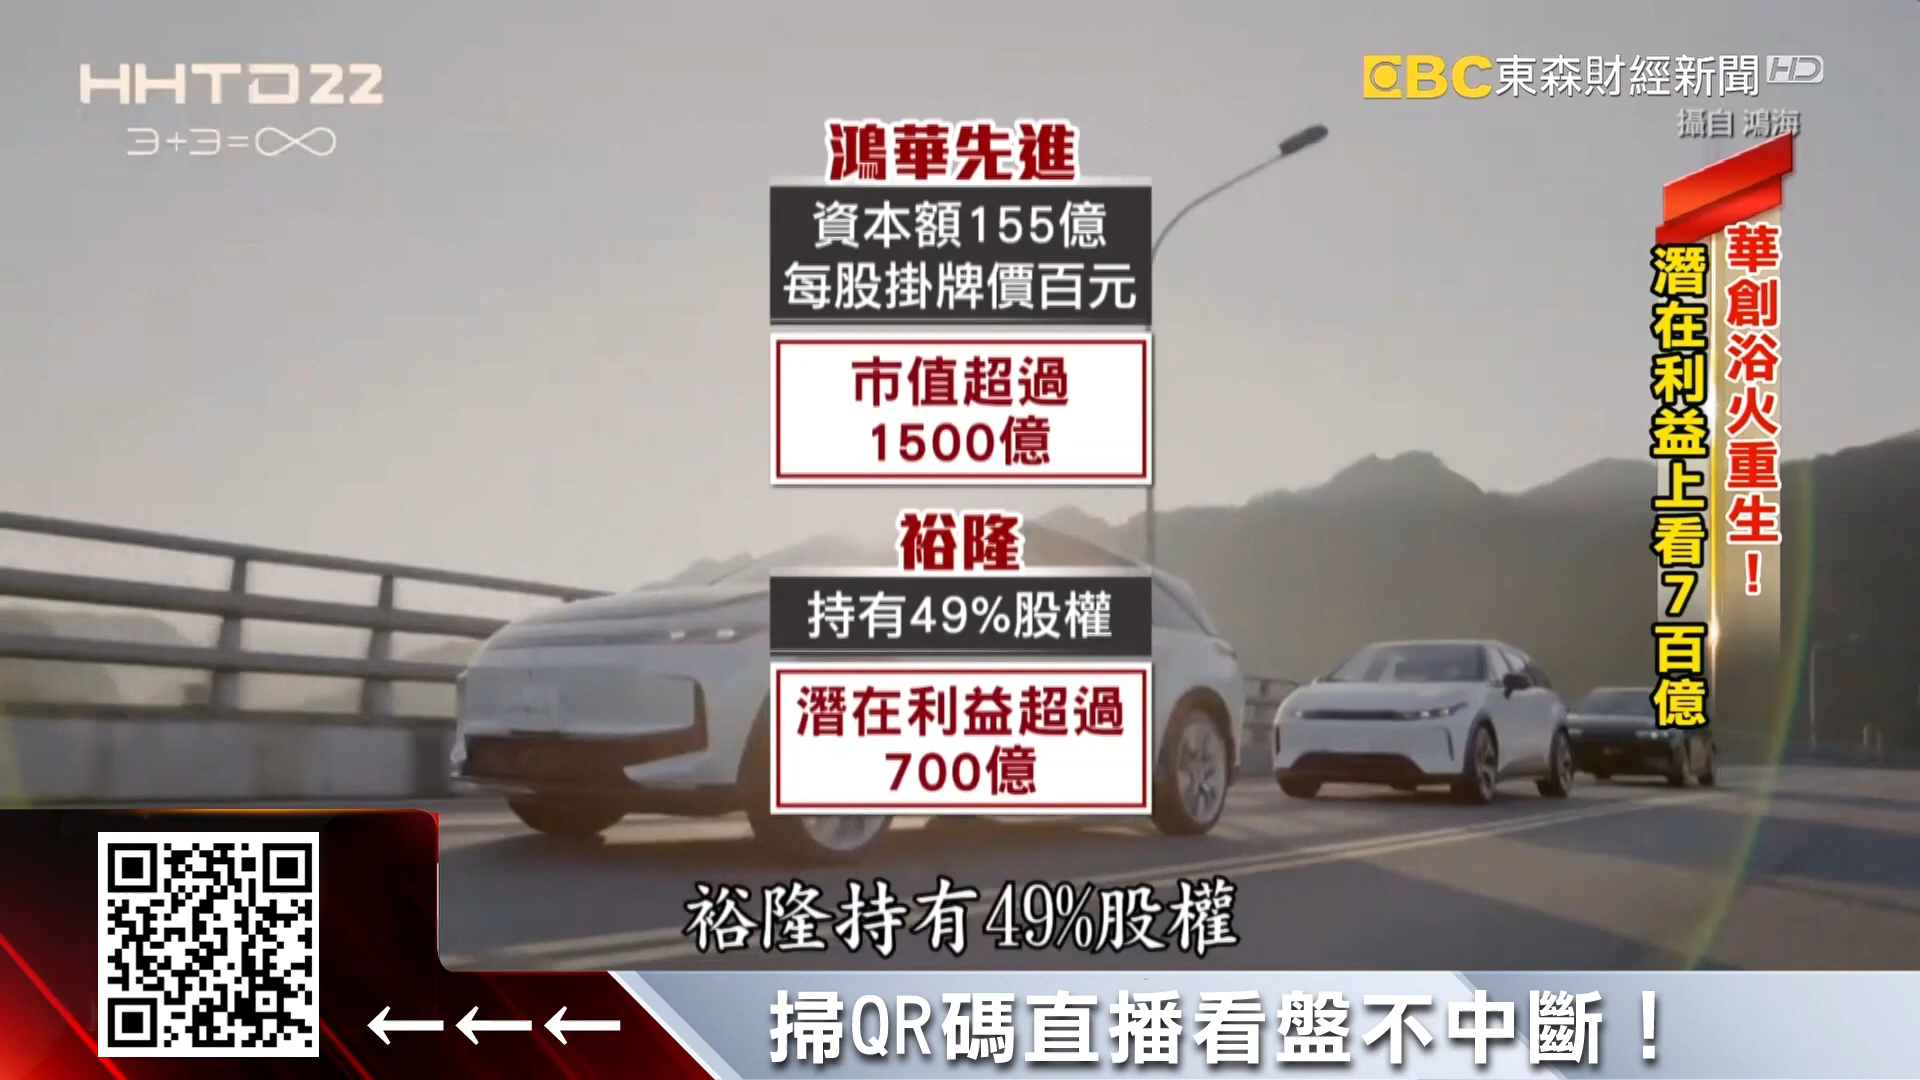 HHTD22
3+3=∞
EBC東森財經新聞HD
攝自 鴻海
鴻華先進
資本額155億
每股掛牌價百元
市值超過
1500億
裕隆
持有49%股權
潛在利益超過
700億
華創浴火重生！
潛在利益上看7百億
裕隆持有49%股權
←←←
掃QR碼直播看盤不中斷！